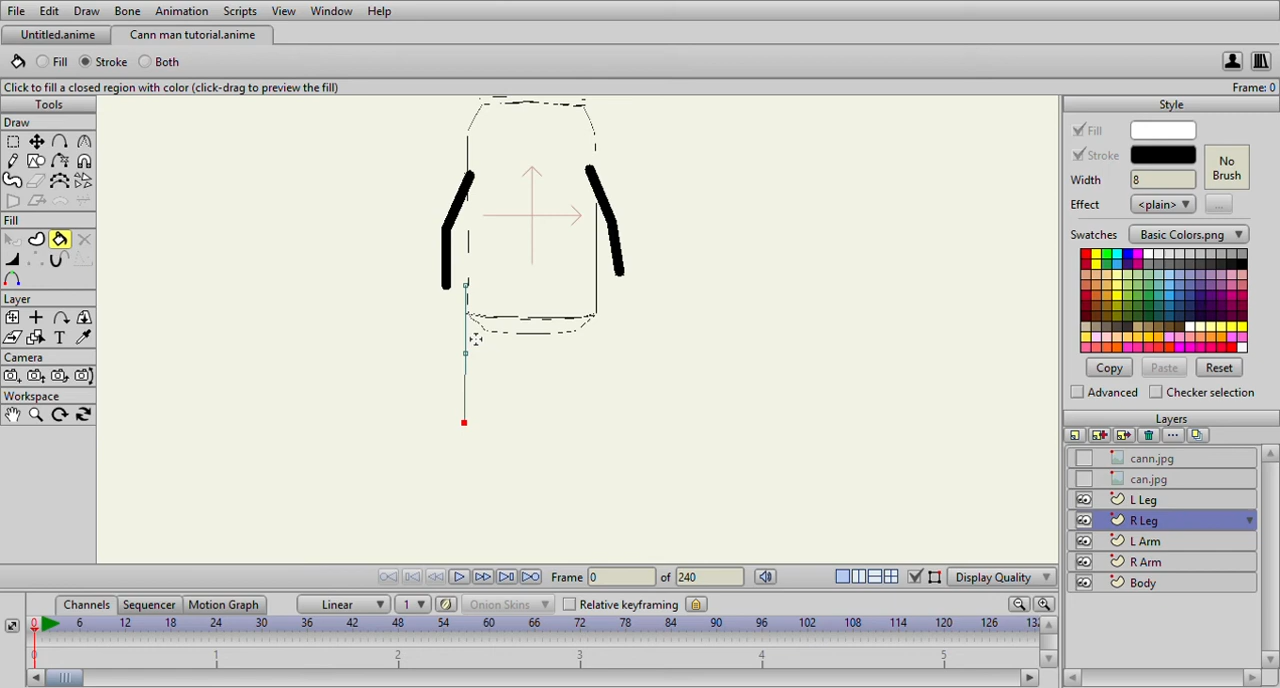 File Edit Draw Bone Animation Scripts View Window Help
Untitled.anime Cann man tutorial.anime
Fill Stroke Both
Click to fill a closed region with color (click-drag to preview the fill) Frame: 0
Tools
Draw
Fill
Layer
Camera
Workspace
Style
Fill
Stroke
No Brush
Width 8
Effect <plain> ...
Swatches Basic Colors.png
Copy Paste Reset
Advanced Checker selection
Layers
cann.jpg
can.jpg
L Leg
R Leg
L Arm
R Arm
Body
Frame 0 of 240 Display Quality
Channels Sequencer Motion Graph Linear 1 Onion Skins Relative keyframing
0 6 12 18 24 30 36 42 48 54 60 66 72 78 84 90 96 102 108 114 120 126 132
0 1 2 3 4 5